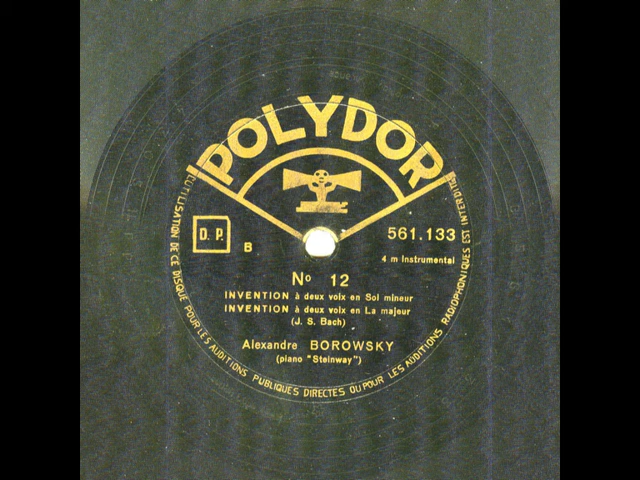 POLYDOR
D. P.
B
561.133
4 m Instrumental
No 12
INVENTION à deux voix en Sol mineur
INVENTION à deux voix en La majeur
(J. S. Bach)
Alexandre BOROWSKY
(piano "Steinway")
L'UTILISATION DE CE DISQUE POUR LES AUDITIONS PUBLIQUES DIRECTES OU POUR LES AUDITIONS RADIOPHONIQUES EST INTERDITE